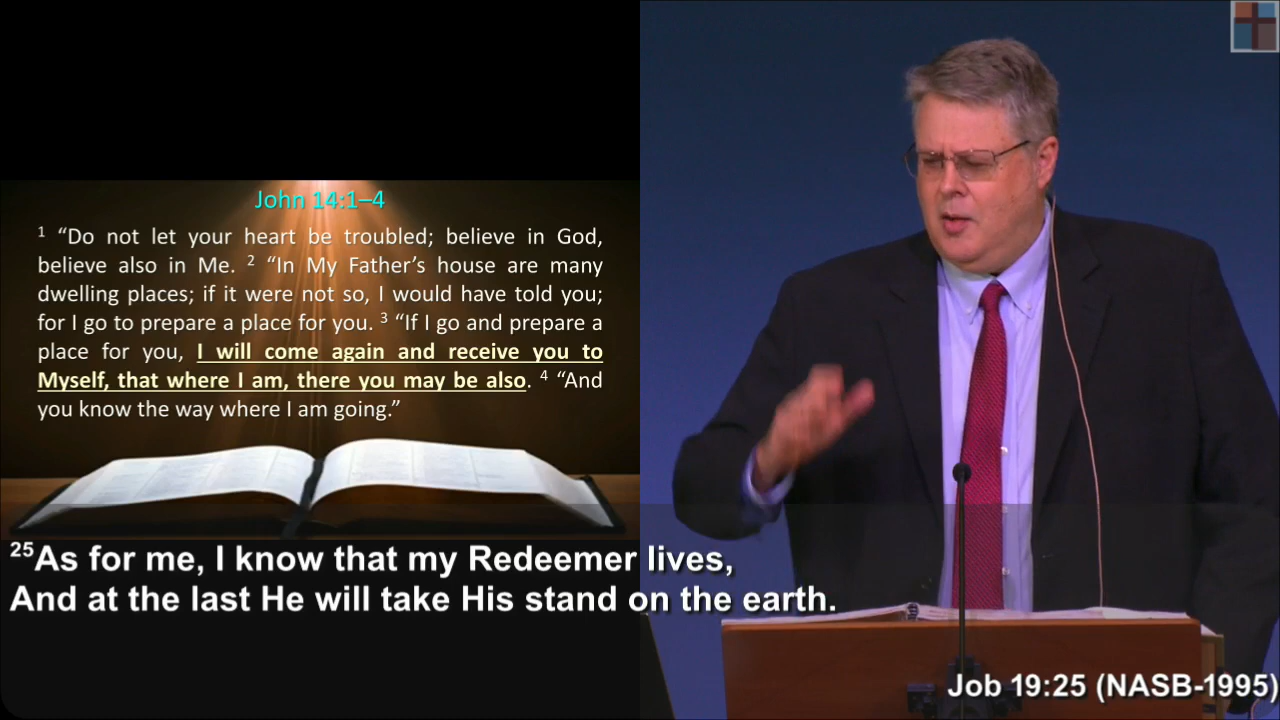 John 14:1–4
1 “Do not let your heart be troubled; believe in God,
believe also in Me. 2 “In My Father’s house are many
dwelling places; if it were not so, I would have told you;
for I go to prepare a place for you. 3 “If I go and prepare a
place for you, I will come again and receive you to
Myself, that where I am, there you may be also. 4 “And
you know the way where I am going.”
25As for me, I know that my Redeemer lives,
And at the last He will take His stand on the earth.
Job 19:25 (NASB-1995)